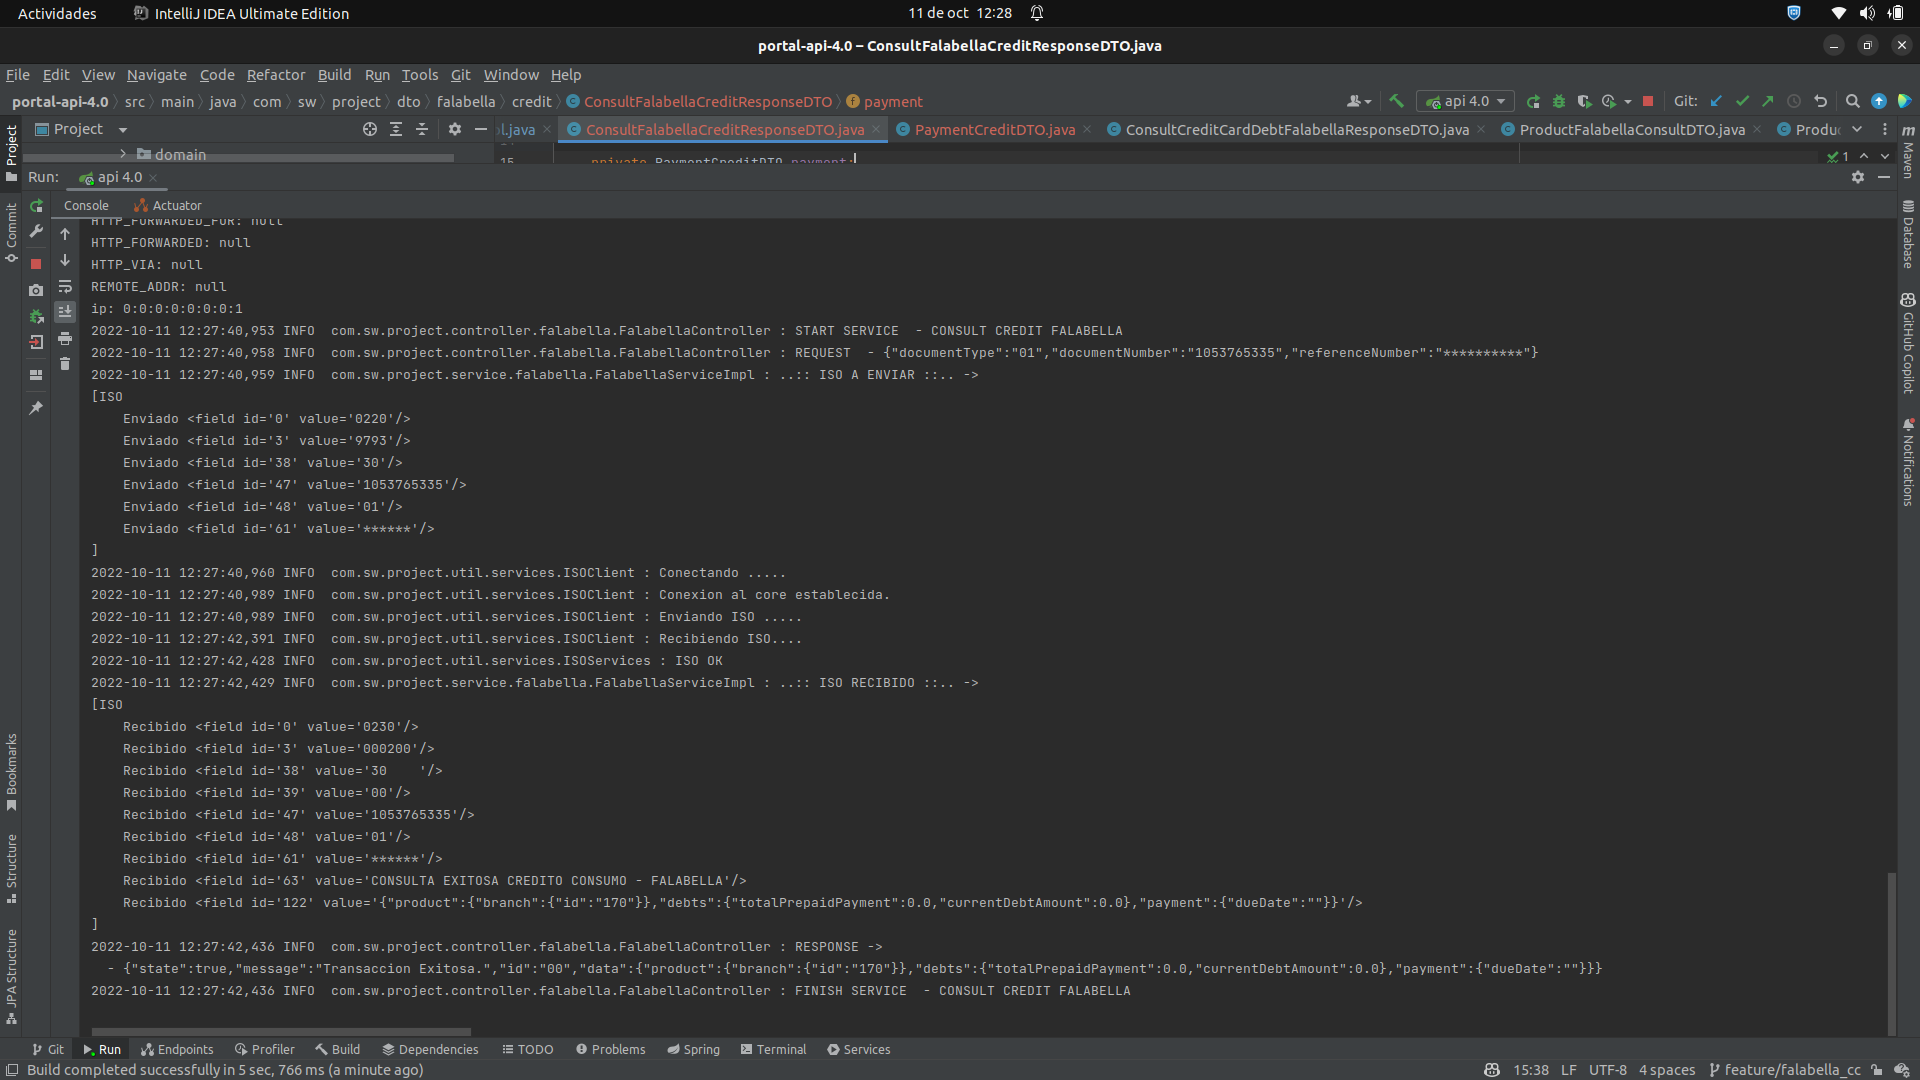 Actividades IntelliJ IDEA Ultimate Edition 11 de oct 12:28
portal-api-4.0 – ConsultFalabellaCreditResponseDTO.java
File Edit View Navigate Code Refactor Build Run Tools Git Window Help
portal-api-4.0 src main java com sw project dto falabella credit ConsultFalabellaCreditResponseDTO payment api 4.0 Git:
Project ol.java ConsultFalabellaCreditResponseDTO.java PaymentCreditDTO.java ConsultCreditCardDebtFalabellaResponseDTO.java ProductFalabellaConsultDTO.java Produc
domain 15 private PaymentCreditDTO payment; 1
Run: api 4.0
Console Actuator
HTTP_FORWARDED_FOR: null
HTTP_FORWARDED: null
HTTP_VIA: null
REMOTE_ADDR: null
ip: 0:0:0:0:0:0:0:1
2022-10-11 12:27:40,953 INFO  com.sw.project.controller.falabella.FalabellaController : START SERVICE  - CONSULT CREDIT FALABELLA
2022-10-11 12:27:40,958 INFO  com.sw.project.controller.falabella.FalabellaController : REQUEST  - {"documentType":"01","documentNumber":"1053765335","referenceNumber":"**********"}
2022-10-11 12:27:40,959 INFO  com.sw.project.service.falabella.FalabellaServiceImpl : ..:: ISO A ENVIAR ::.. ->
[ISO
Enviado <field id='0' value='0220'/>
Enviado <field id='3' value='9793'/>
Enviado <field id='38' value='30'/>
Enviado <field id='47' value='1053765335'/>
Enviado <field id='48' value='01'/>
Enviado <field id='61' value='******'/>
]
2022-10-11 12:27:40,960 INFO  com.sw.project.util.services.ISOClient : Conectando .....
2022-10-11 12:27:40,989 INFO  com.sw.project.util.services.ISOClient : Conexion al core establecida.
2022-10-11 12:27:40,989 INFO  com.sw.project.util.services.ISOClient : Enviando ISO .....
2022-10-11 12:27:42,391 INFO  com.sw.project.util.services.ISOClient : Recibiendo ISO....
2022-10-11 12:27:42,428 INFO  com.sw.project.util.services.ISOServices : ISO OK
2022-10-11 12:27:42,429 INFO  com.sw.project.service.falabella.FalabellaServiceImpl : ..:: ISO RECIBIDO ::.. ->
[ISO
Recibido <field id='0' value='0230'/>
Recibido <field id='3' value='000200'/>
Recibido <field id='38' value='30    '/>
Recibido <field id='39' value='00'/>
Recibido <field id='47' value='1053765335'/>
Recibido <field id='48' value='01'/>
Recibido <field id='61' value='******'/>
Recibido <field id='63' value='CONSULTA EXITOSA CREDITO CONSUMO - FALABELLA'/>
Recibido <field id='122' value='{"product":{"branch":{"id":"170"}},"debts":{"totalPrepaidPayment":0.0,"currentDebtAmount":0.0},"payment":{"dueDate":""}}'/>
]
2022-10-11 12:27:42,436 INFO  com.sw.project.controller.falabella.FalabellaController : RESPONSE ->
- {"state":true,"message":"Transaccion Exitosa.","id":"00","data":{"product":{"branch":{"id":"170"}},"debts":{"totalPrepaidPayment":0.0,"currentDebtAmount":0.0},"payment":{"dueDate":""}}}
2022-10-11 12:27:42,436 INFO  com.sw.project.controller.falabella.FalabellaController : FINISH SERVICE  - CONSULT CREDIT FALABELLA
Project
Commit
Bookmarks
Structure
JPA Structure
Maven
Database
GitHub Copilot
Notifications
Git Run Endpoints Profiler Build Dependencies TODO Problems Spring Terminal Services
Build completed successfully in 5 sec, 766 ms (a minute ago) 15:38 LF UTF-8 4 spaces feature/falabella_cc